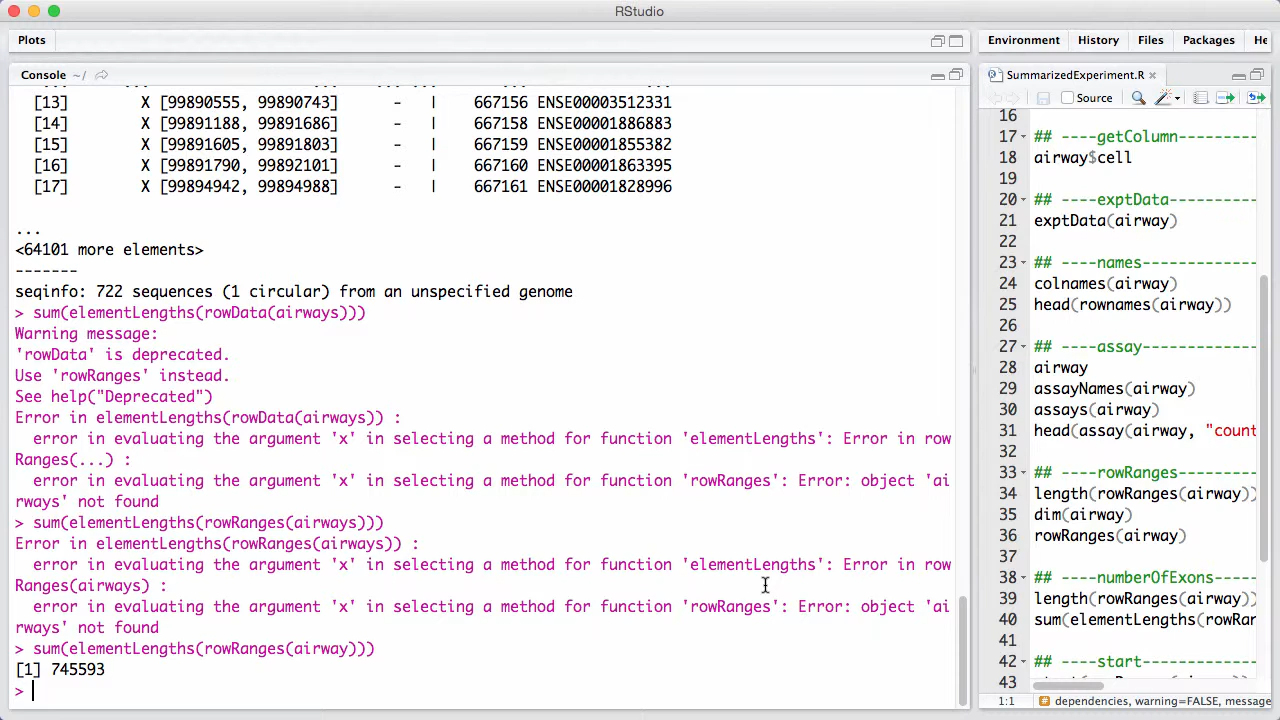 RStudio
Plots
Environment History Files Packages He
Console ~/
SummarizedExperiment.R
Source
[13] X [99890555, 99890743] - | 667156 ENSE00003512331
[14] X [99891188, 99891686] - | 667158 ENSE00001886883
[15] X [99891605, 99891803] - | 667159 ENSE00001855382
[16] X [99891790, 99892101] - | 667160 ENSE00001863395
[17] X [99894942, 99894988] - | 667161 ENSE00001828996
...
<64101 more elements>
-------
seqinfo: 722 sequences (1 circular) from an unspecified genome
> sum(elementLengths(rowData(airways)))
Warning message:
'rowData' is deprecated.
Use 'rowRanges' instead.
See help("Deprecated")
Error in elementLengths(rowData(airways)) :
error in evaluating the argument 'x' in selecting a method for function 'elementLengths': Error in row
Ranges(...) :
error in evaluating the argument 'x' in selecting a method for function 'rowRanges': Error: object 'ai
rways' not found
> sum(elementLengths(rowRanges(airways)))
Error in elementLengths(rowRanges(airways)) :
error in evaluating the argument 'x' in selecting a method for function 'elementLengths': Error in row
Ranges(airways) :
error in evaluating the argument 'x' in selecting a method for function 'rowRanges': Error: object 'ai
rways' not found
> sum(elementLengths(rowRanges(airway)))
[1] 745593
>
16
17 ## ----getColumn---------
18 airway$cell
19
20 ## ----exptData----------
21 exptData(airway)
22
23 ## ----names-------------
24 colnames(airway)
25 head(rownames(airway))
26
27 ## ----assay-------------
28 airway
29 assayNames(airway)
30 assays(airway)
31 head(assay(airway, "count
32
33 ## ----rowRanges---------
34 length(rowRanges(airway))
35 dim(airway)
36 rowRanges(airway)
37
38 ## ----numberOfExons-----
39 length(rowRanges(airway))
40 sum(elementLengths(rowRan
41
42 ## ----start-------------
43
1:1 # dependencies, warning=FALSE, message